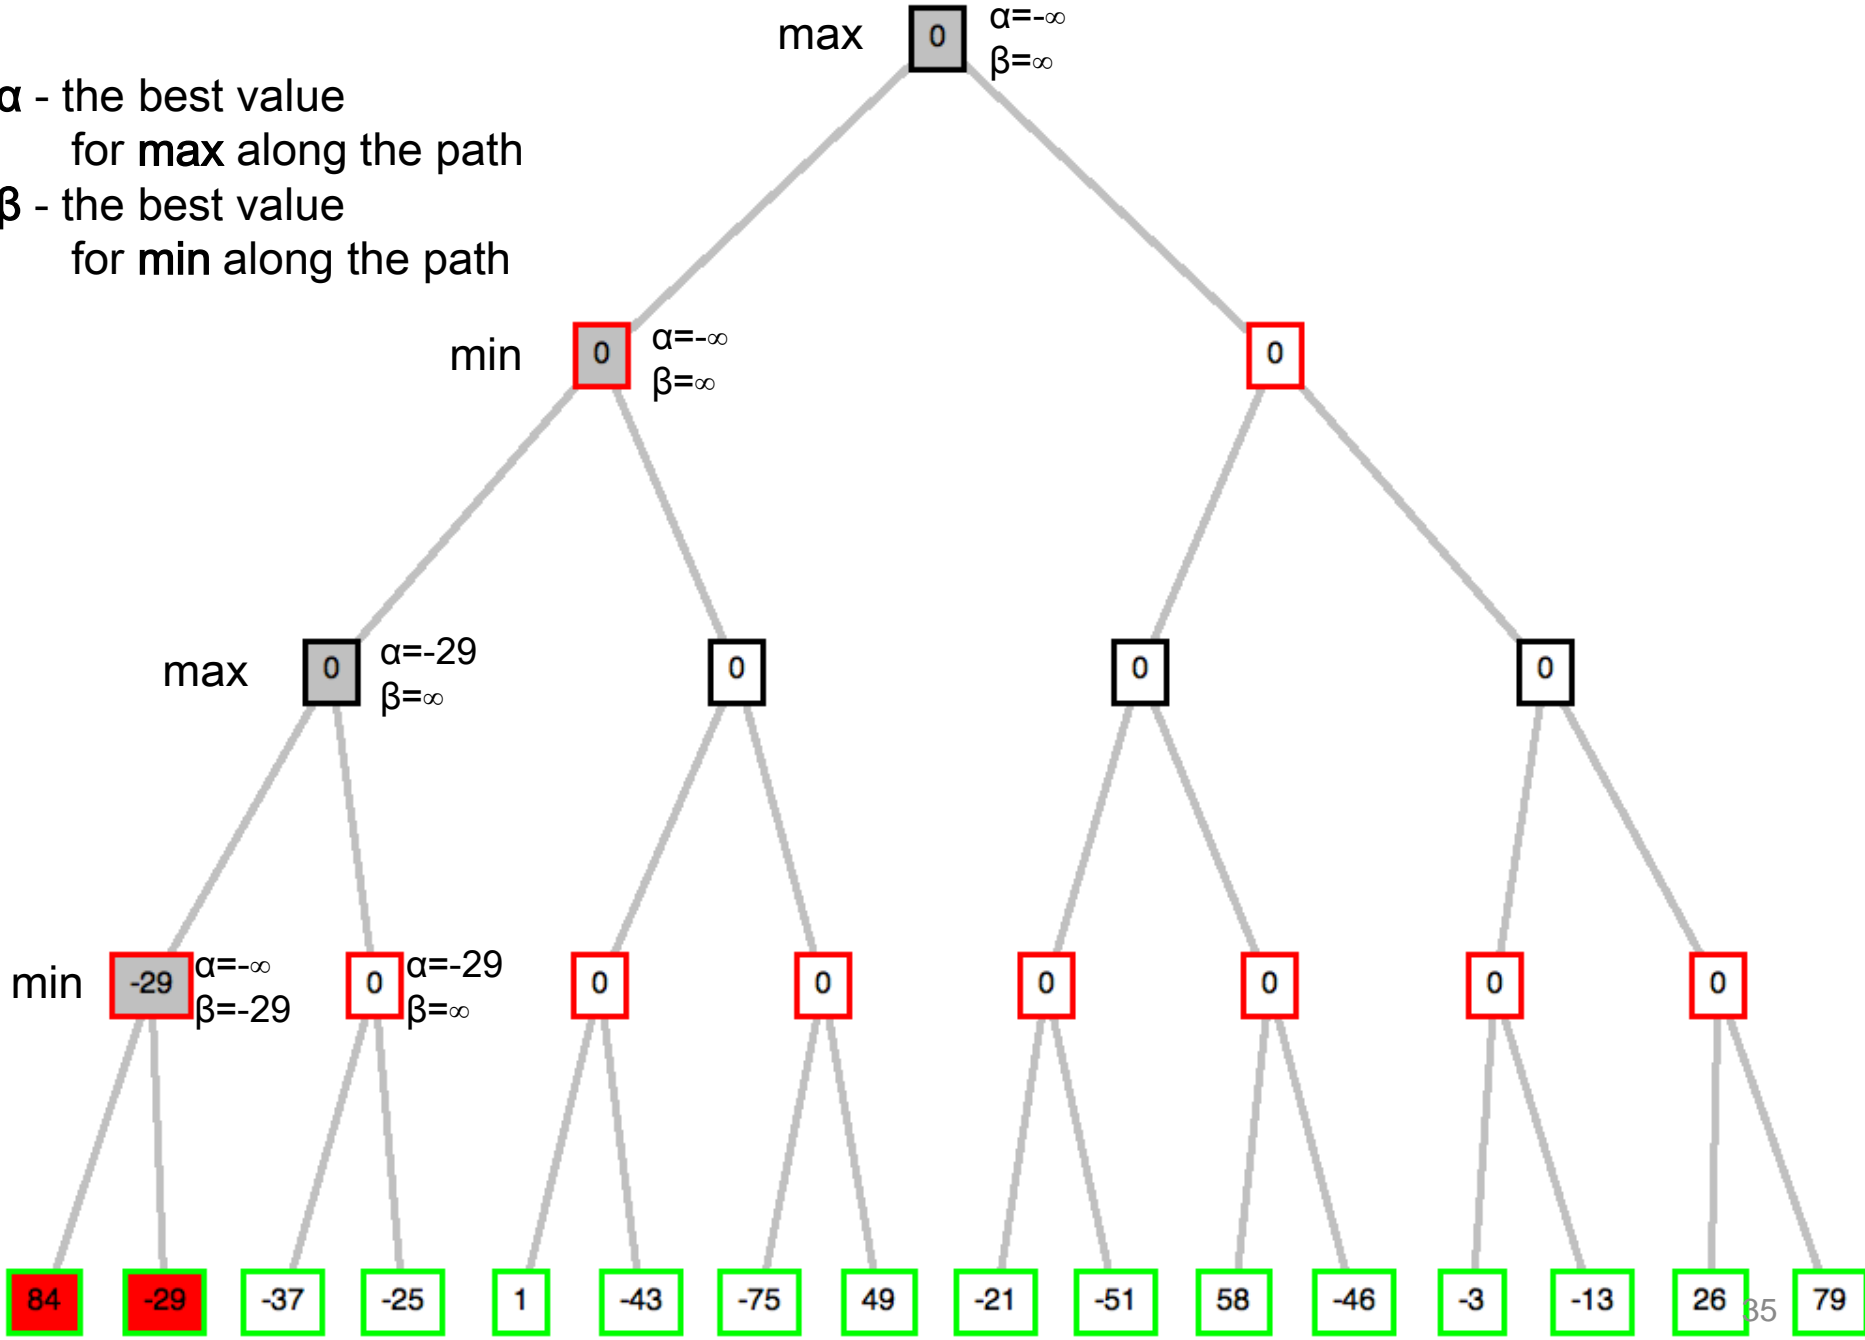 max
0
α=-∞
β=∞
α - the best value
for max along the path
β - the best value
for min along the path
min
0
α=-∞
β=∞
0
max
0
α=-29
β=∞
0
0
0
min
-29
α=-∞
β=-29
0
α=-29
β=∞
0
0
0
0
0
0
84
-29
-37
-25
1
-43
-75
49
-21
-51
58
-46
-3
-13
26
35
79